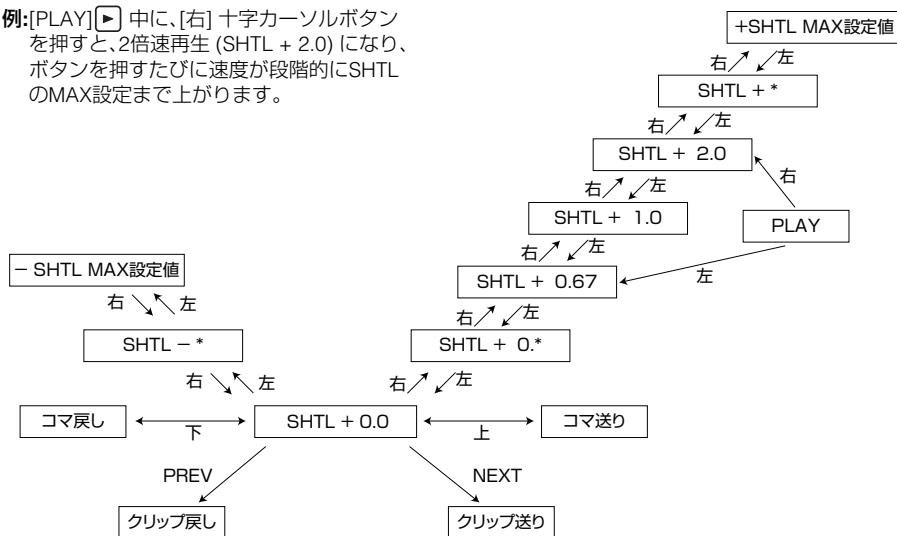 例:[PLAY]▶ 中に、[右] 十字カーソルボタン
を押すと、2倍速再生 (SHTL + 2.0) になり、
ボタンを押すたびに速度が段階的にSHTL
のMAX設定まで上がります。
+SHTL MAX設定値
右 左
SHTL + *
右 左
SHTL + 2.0
右 左 右
SHTL + 1.0 PLAY
右 左 左
− SHTL MAX設定値 SHTL + 0.67
右 左 右 左
SHTL − * SHTL + 0.*
右 左 右 左
コマ戻し 下 SHTL + 0.0 上 コマ送り
PREV NEXT
クリップ戻し クリップ送り